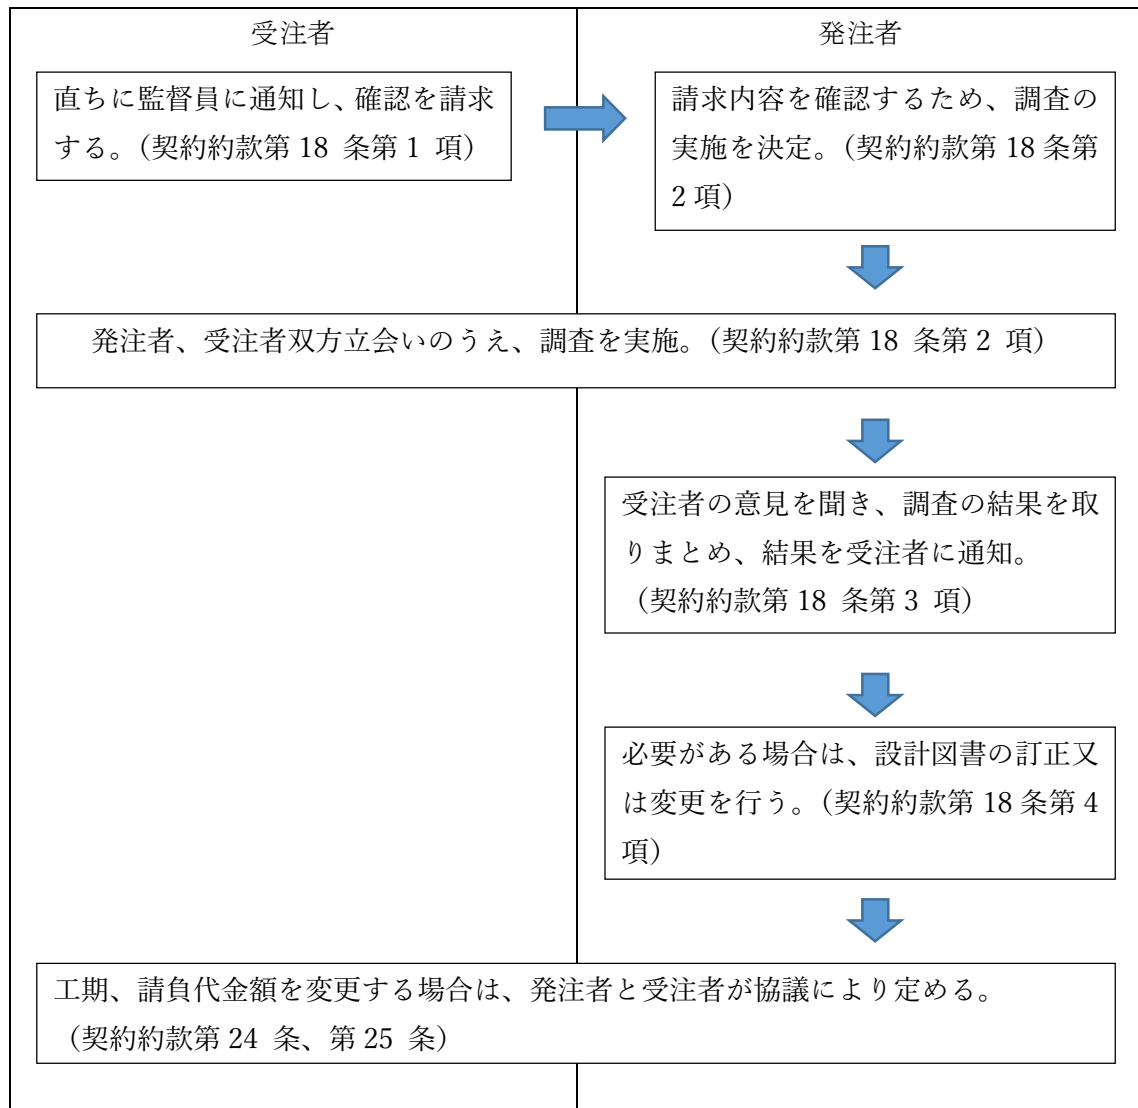 受注者
発注者
直ちに監督員に通知し、確認を請求
する。(契約約款第 18 条第 1 項)
請求内容を確認するため、調査の
実施を決定。(契約約款第 18 条第
2 項)
発注者、受注者双方立会いのうえ、調査を実施。(契約約款第 18 条第 2 項)
受注者の意見を聞き、調査の結果を取
りまとめ、結果を受注者に通知。
(契約約款第 18 条第 3 項)
必要がある場合は、設計図書の訂正又
は変更を行う。(契約約款第 18 条第 4
項)
工期、請負代金額を変更する場合は、発注者と受注者が協議により定める。
(契約約款第 24 条、第 25 条)